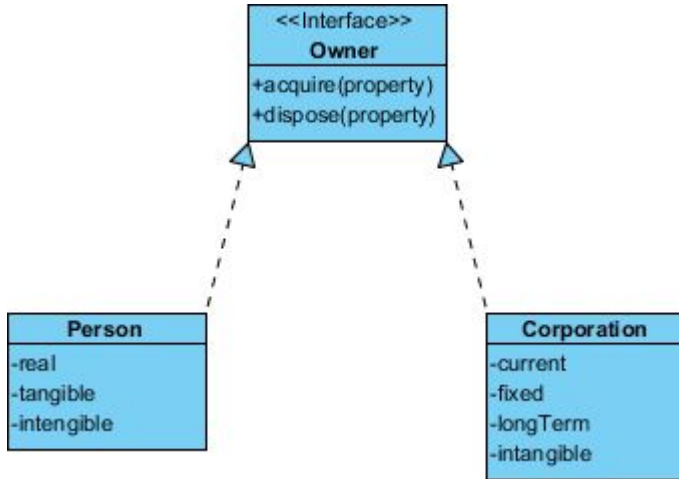 <<Interface>>
Owner
+acquire(property)
+dispose(property)
Person
-real
-tangible
-intengible
Corporation
-current
-fixed
-longTerm
-intangible